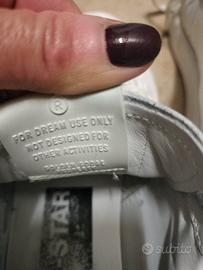 ®
FOR DREAM USE ONLY
NOT DESIGNED FOR
OTHER ACTIVITIES
-STAR
subito